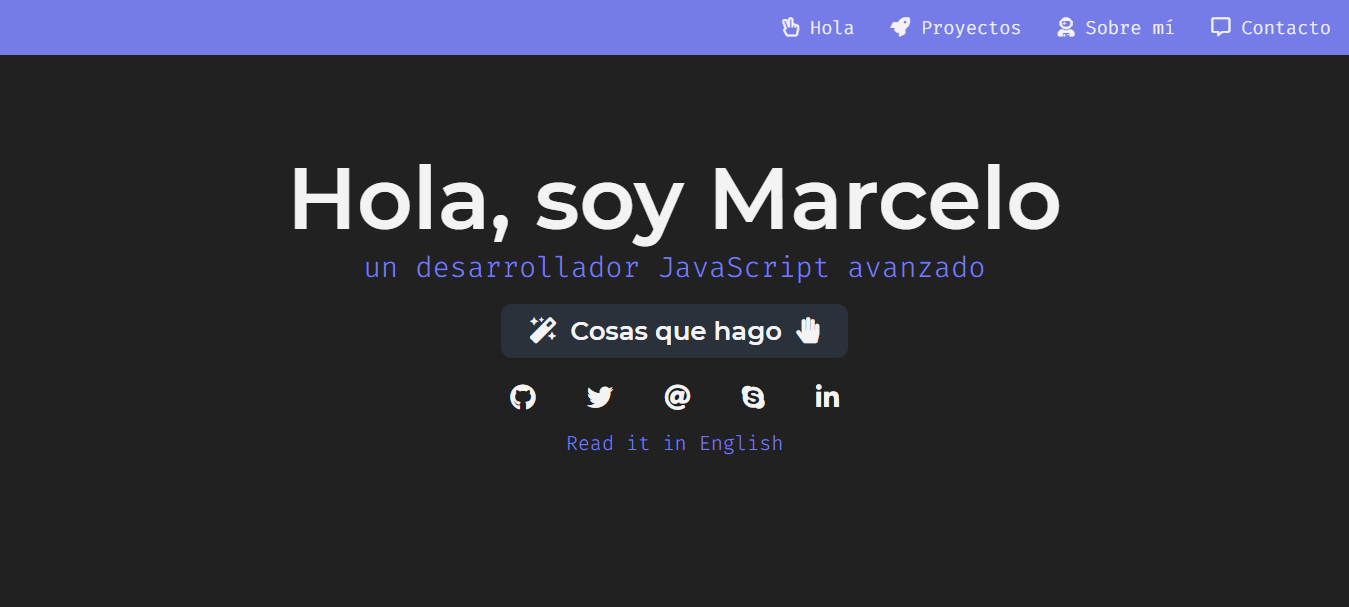 Hola Proyectos Sobre mí Contacto
Hola, soy Marcelo
un desarrollador JavaScript avanzado
Cosas que hago
Read it in English